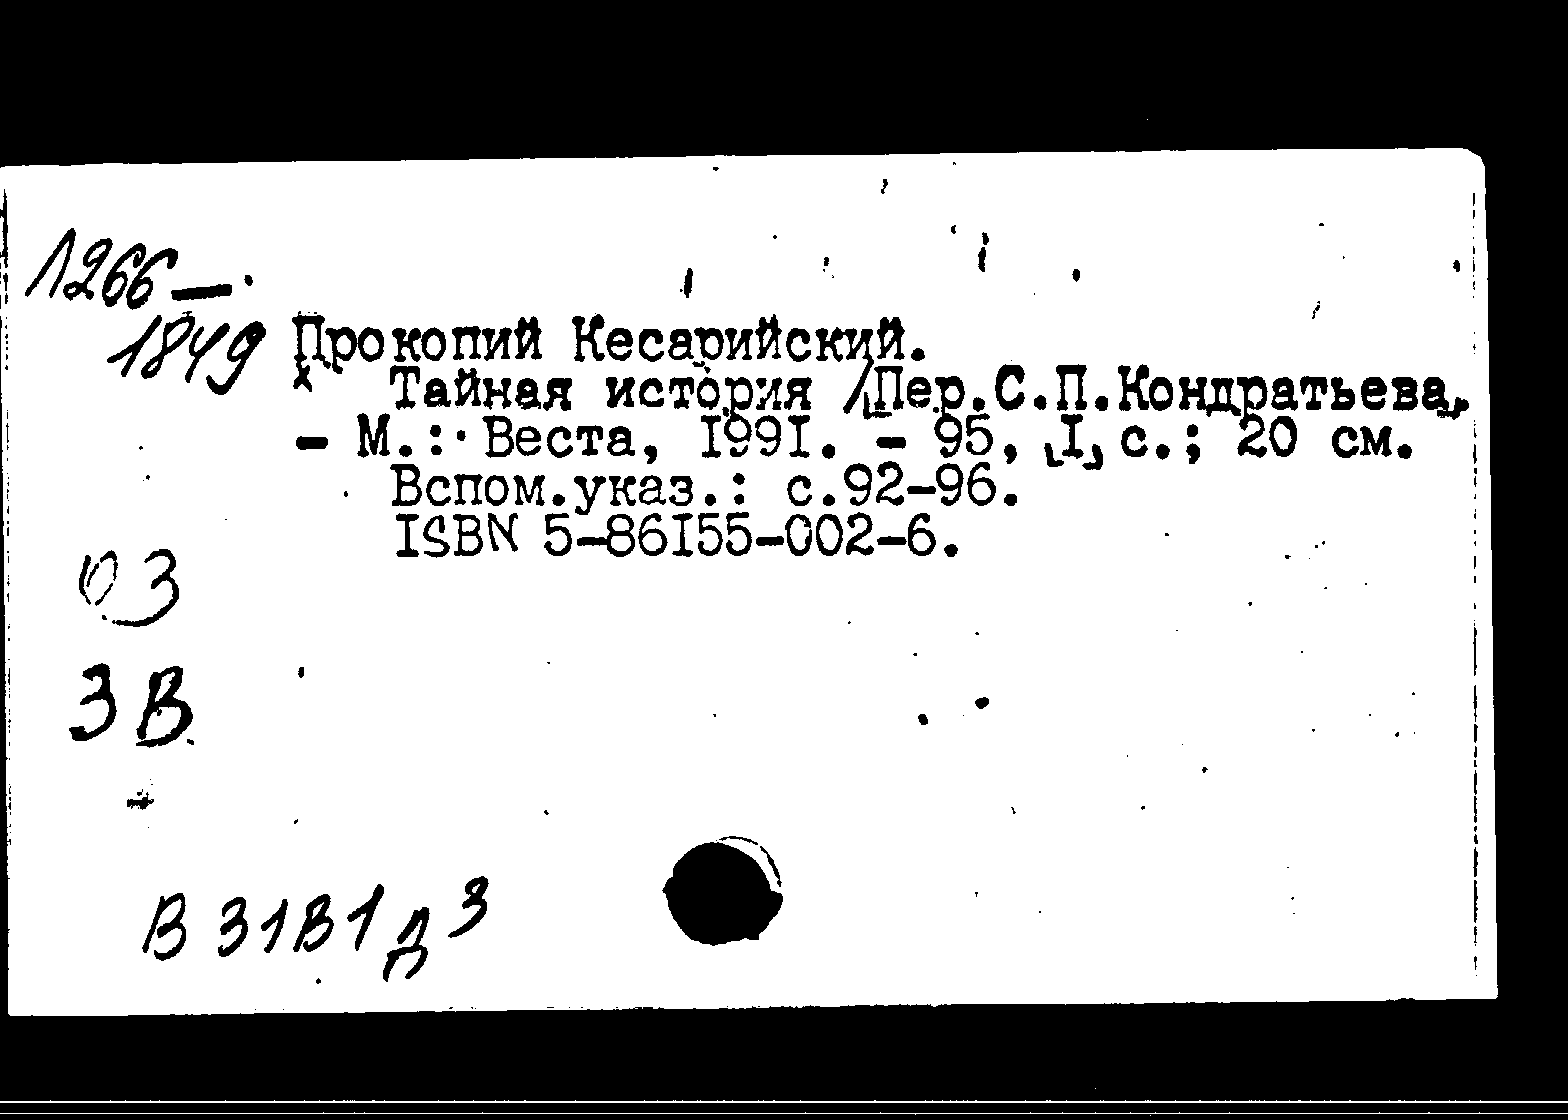 1266-
1849
Прокопий Кесарийский.
Тайная история /[Пер.С.П.Кондратьева].
- М.: Веста, 1991. - 95, [1] с.; 20 см.
Вспом.указ.: с.92-96.
ISBN 5-86155-002-6.
03
3В
В 31В1д3